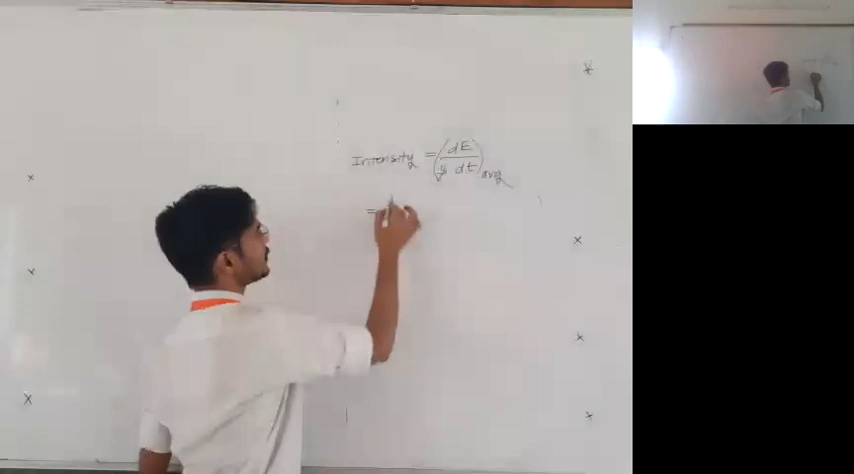 Intensity = (dE / dt) avg
=